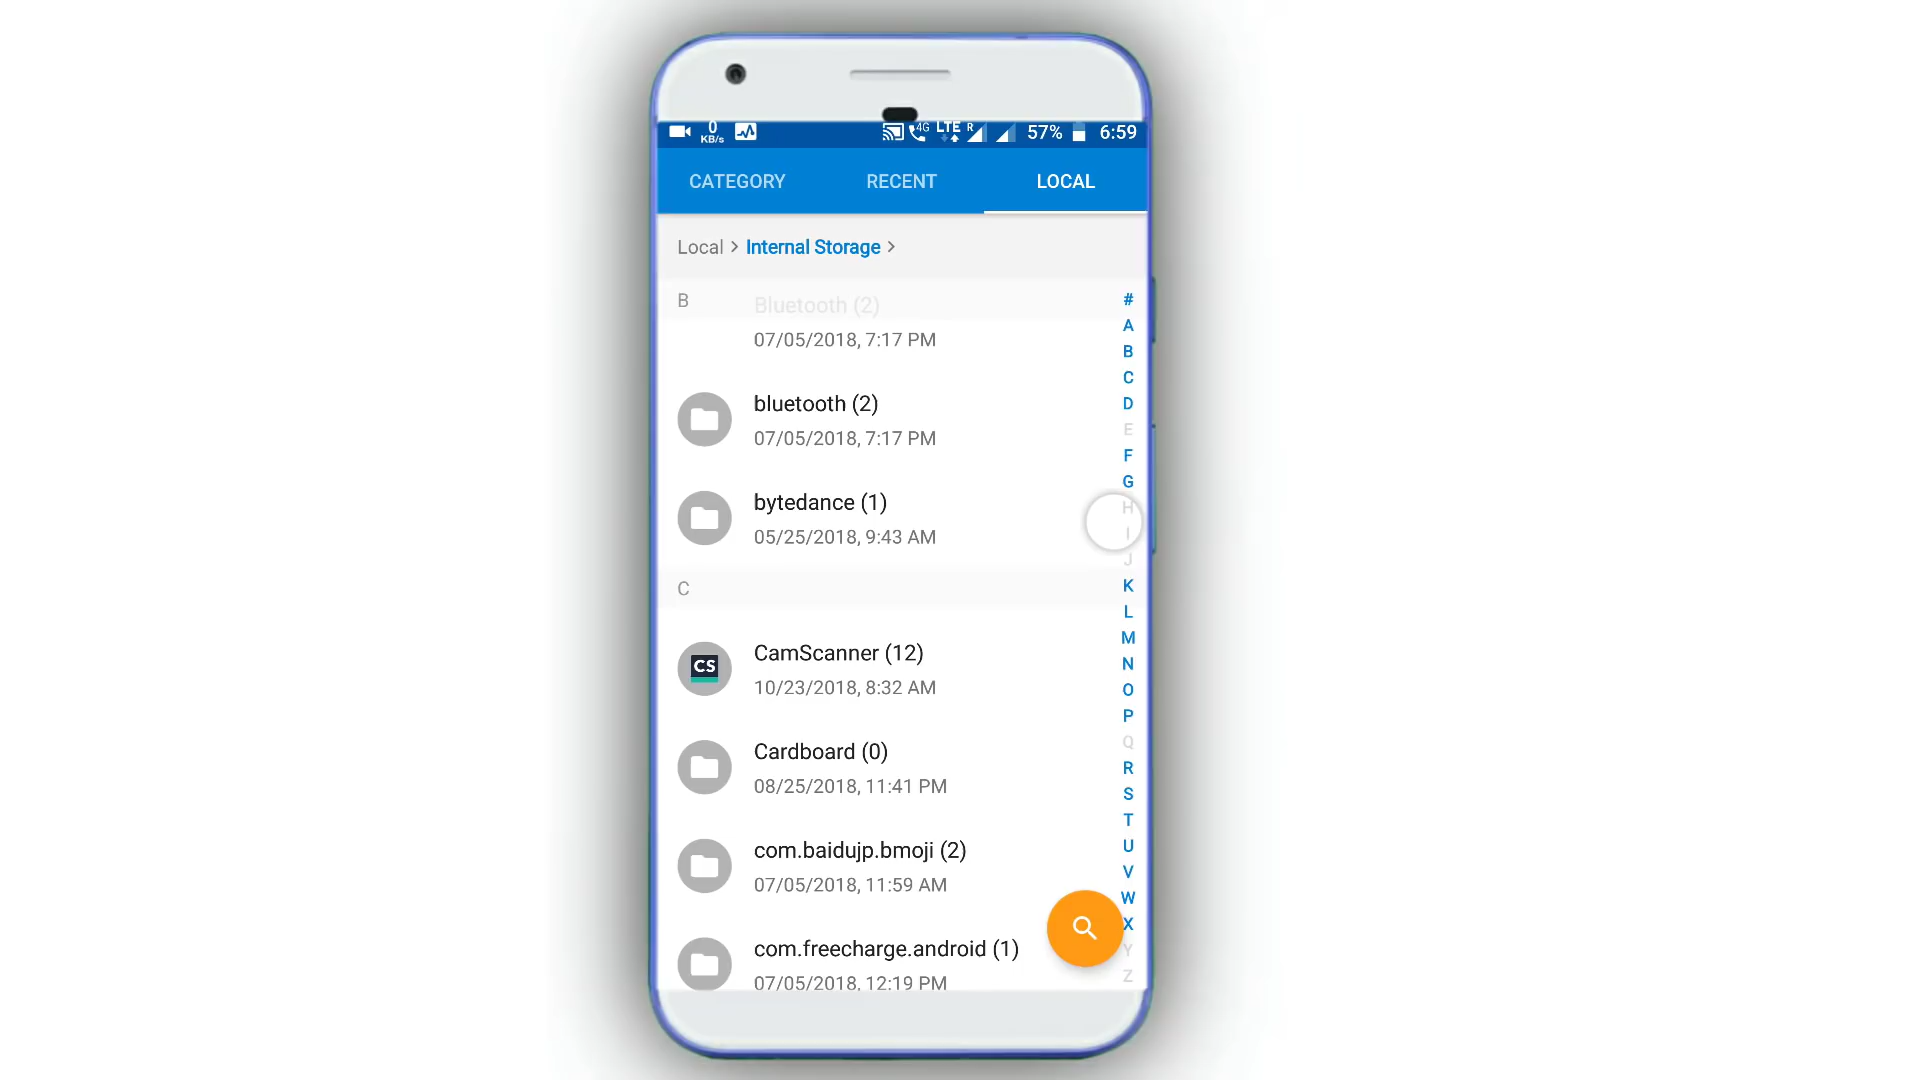 0 KB/s 4G LTE R 57% 6:59
CATEGORY RECENT LOCAL
Local > Internal Storage >
B
Bluetooth (2)
07/05/2018, 7:17 PM
bluetooth (2)
07/05/2018, 7:17 PM
bytedance (1)
05/25/2018, 9:43 AM
C
CS
CamScanner (12)
10/23/2018, 8:32 AM
Cardboard (0)
08/25/2018, 11:41 PM
com.baidujp.bmoji (2)
07/05/2018, 11:59 AM
com.freecharge.android (1)
07/05/2018, 12:19 PM
#
A
B
C
D
E
F
G
H
I
J
K
L
M
N
O
P
Q
R
S
T
U
V
W
X
Y
Z